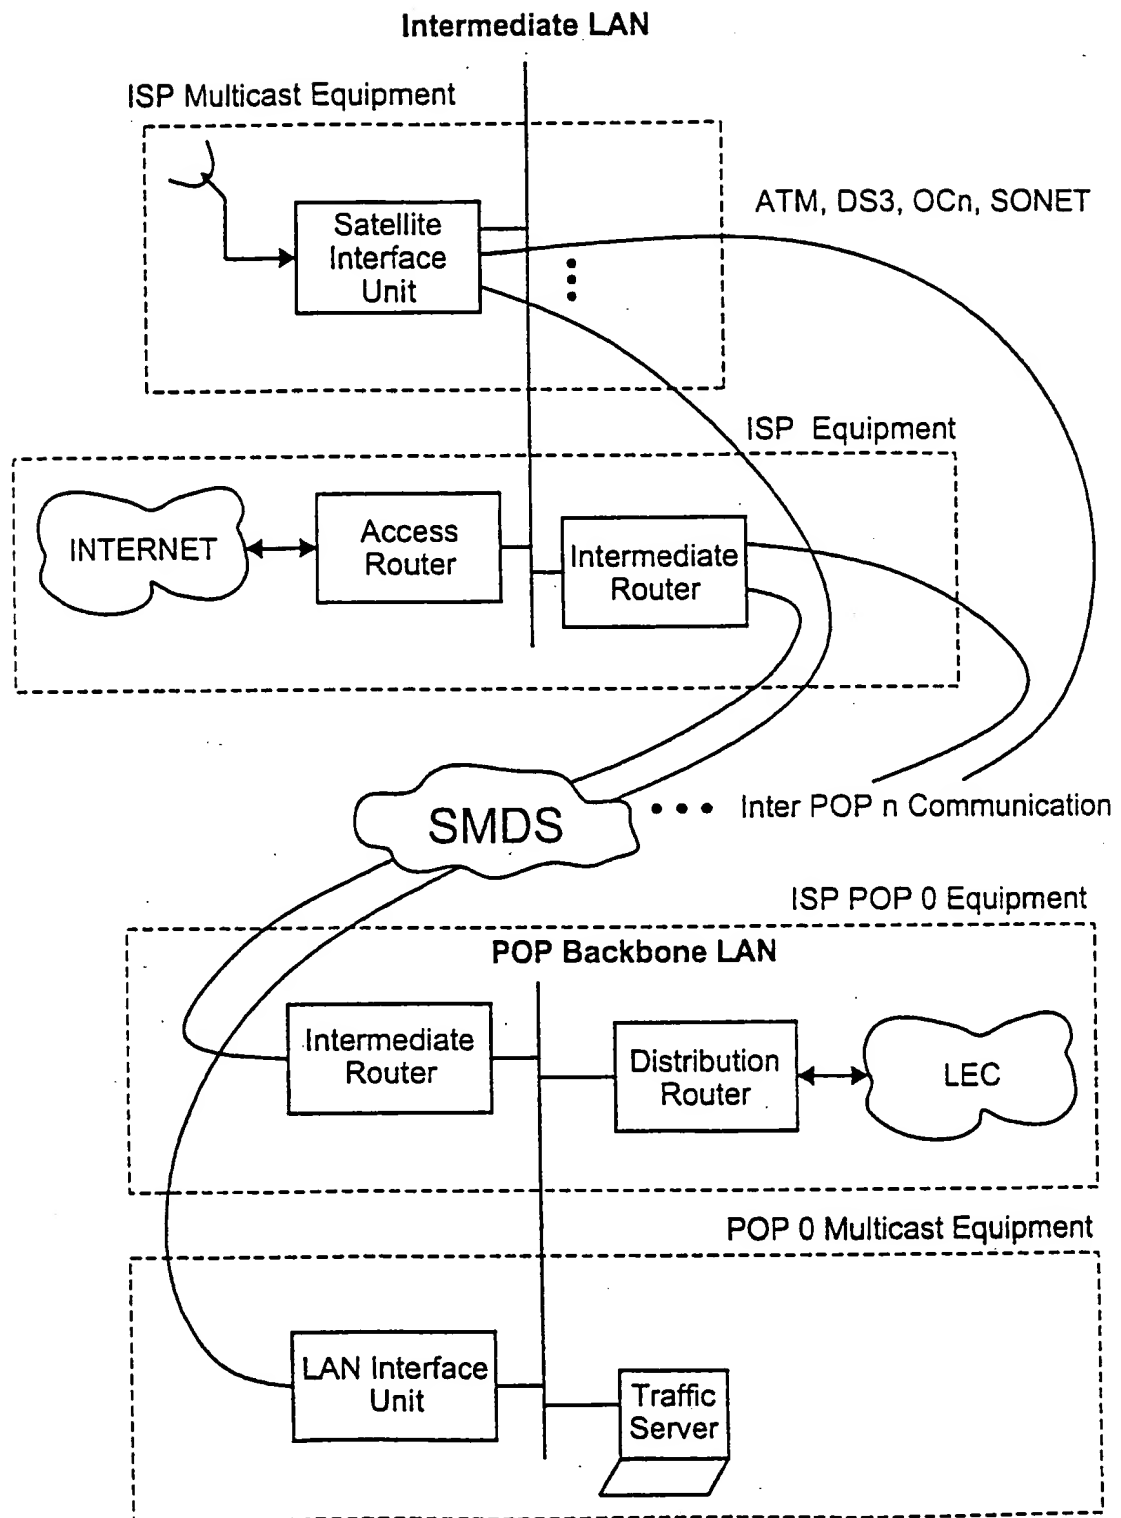 Intermediate LAN
ISP Multicast Equipment
ATM, DS3, OCn, SONET
Satellite
Interface
Unit
ISP Equipment
INTERNET
Access
Router
Intermediate
Router
SMDS
Inter POP n Communication
ISP POP 0 Equipment
POP Backbone LAN
Intermediate
Router
Distribution
Router
LEC
POP 0 Multicast Equipment
LAN Interface
Unit
Traffic
Server